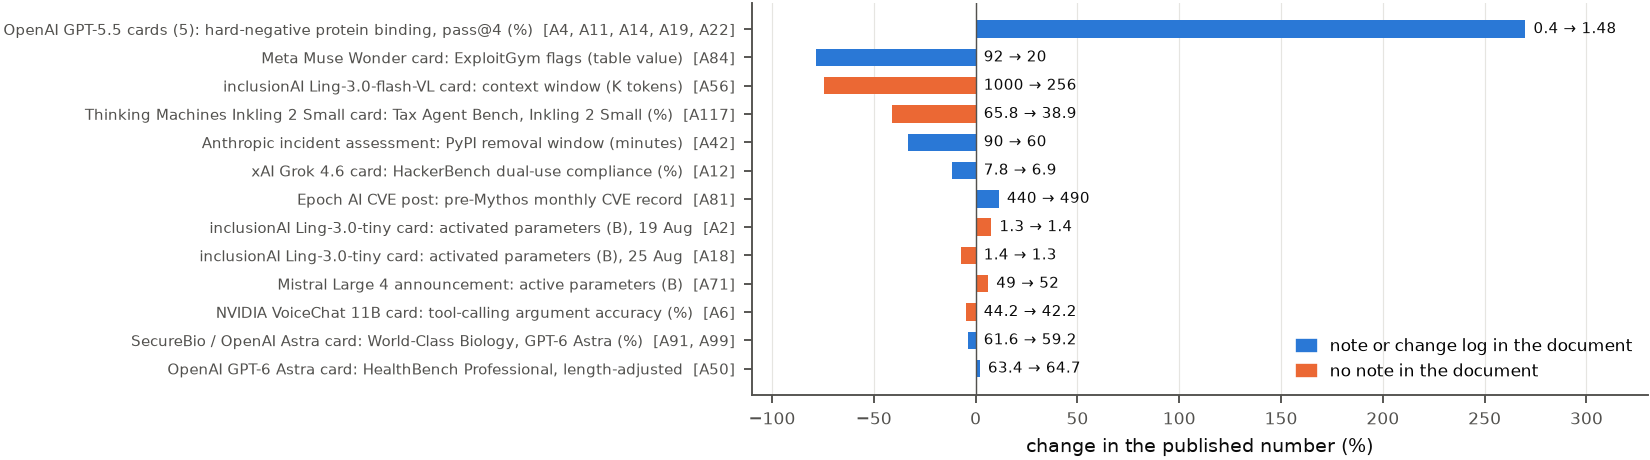 OpenAI GPT-5.5 cards (5): hard-negative protein binding, pass@4 (%) [A4, A11, A14, A19, A22] 0.4 → 1.48
Meta Muse Wonder card: ExploitGym flags (table value) [A84] 92 → 20
inclusionAI Ling-3.0-flash-VL card: context window (K tokens) [A56] 1000 → 256
Thinking Machines Inkling 2 Small card: Tax Agent Bench, Inkling 2 Small (%) [A117] 65.8 → 38.9
Anthropic incident assessment: PyPI removal window (minutes) [A42] 90 → 60
xAI Grok 4.6 card: HackerBench dual-use compliance (%) [A12] 7.8 → 6.9
Epoch AI CVE post: pre-Mythos monthly CVE record [A81] 440 → 490
inclusionAI Ling-3.0-tiny card: activated parameters (B), 19 Aug [A2] 1.3 → 1.4
inclusionAI Ling-3.0-tiny card: activated parameters (B), 25 Aug [A18] 1.4 → 1.3
Mistral Large 4 announcement: active parameters (B) [A71] 49 → 52
NVIDIA VoiceChat 11B card: tool-calling argument accuracy (%) [A6] 44.2 → 42.2
SecureBio / OpenAI Astra card: World-Class Biology, GPT-6 Astra (%) [A91, A99] 61.6 → 59.2
OpenAI GPT-6 Astra card: HealthBench Professional, length-adjusted [A50] 63.4 → 64.7
note or change log in the document
no note in the document
−100 −50 0 50 100 150 200 250 300
change in the published number (%)